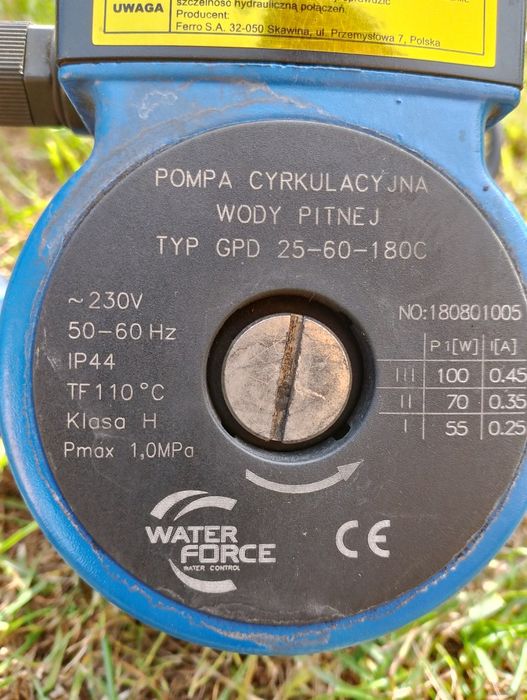 UWAGA
szczelność hydrauliczną połączeń.
Producent:
Ferro S.A. 32-050 Skawina, ul. Przemysłowa 7, Polska
POMPA CYRKULACYJNA
WODY PITNEJ
TYP GPD 25-60-180C
~230V
50-60 Hz
IP44
TF110°C
Klasa H
Pmax 1,0MPa
NO:180801005
P1[W] I[A]
III 100 0.45
II 70 0.35
I 55 0.25
WATER
FORCE
WATER CONTROL
CE